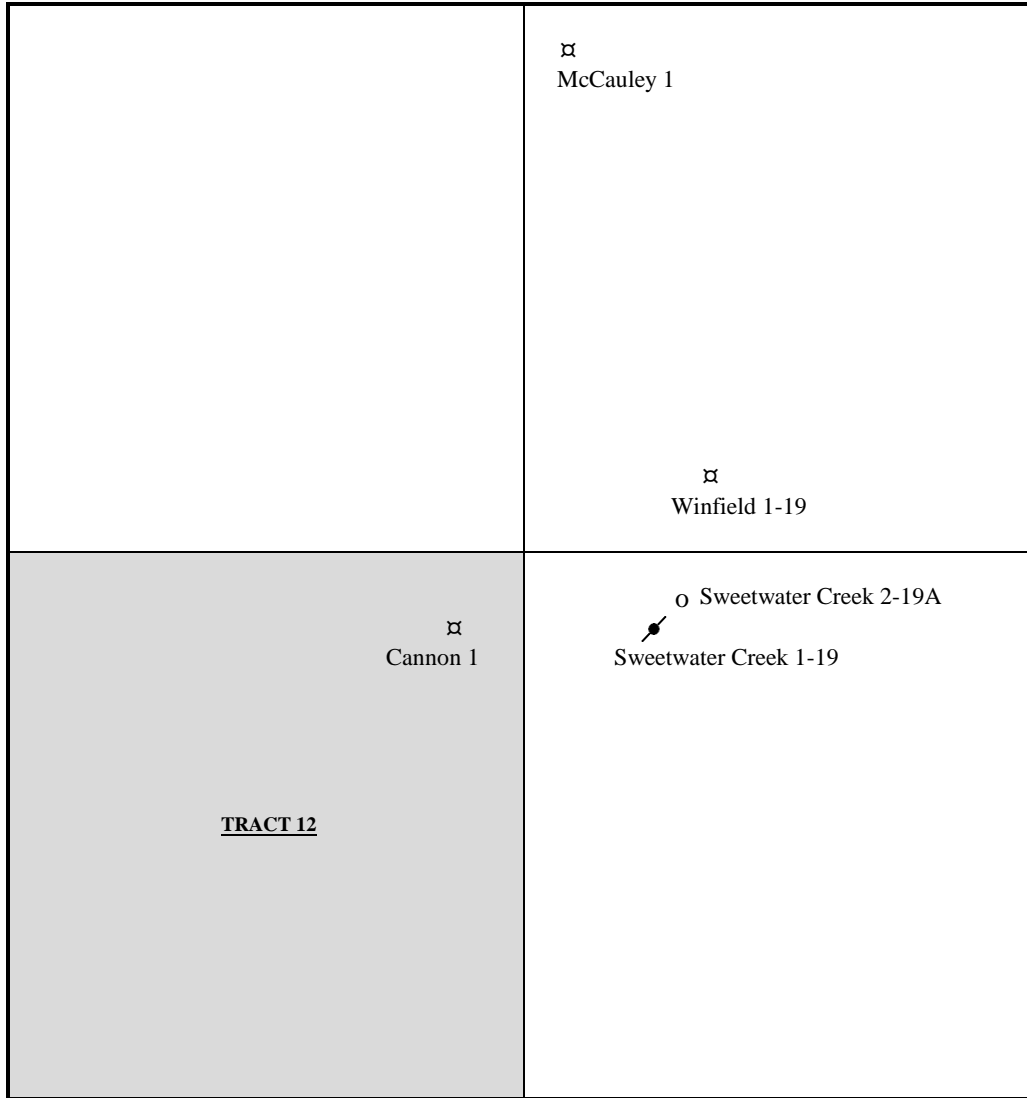 ¤
McCauley 1
¤
Winfield 1-19
o Sweetwater Creek 2-19A
¤
Cannon 1
Sweetwater Creek 1-19
TRACT 12